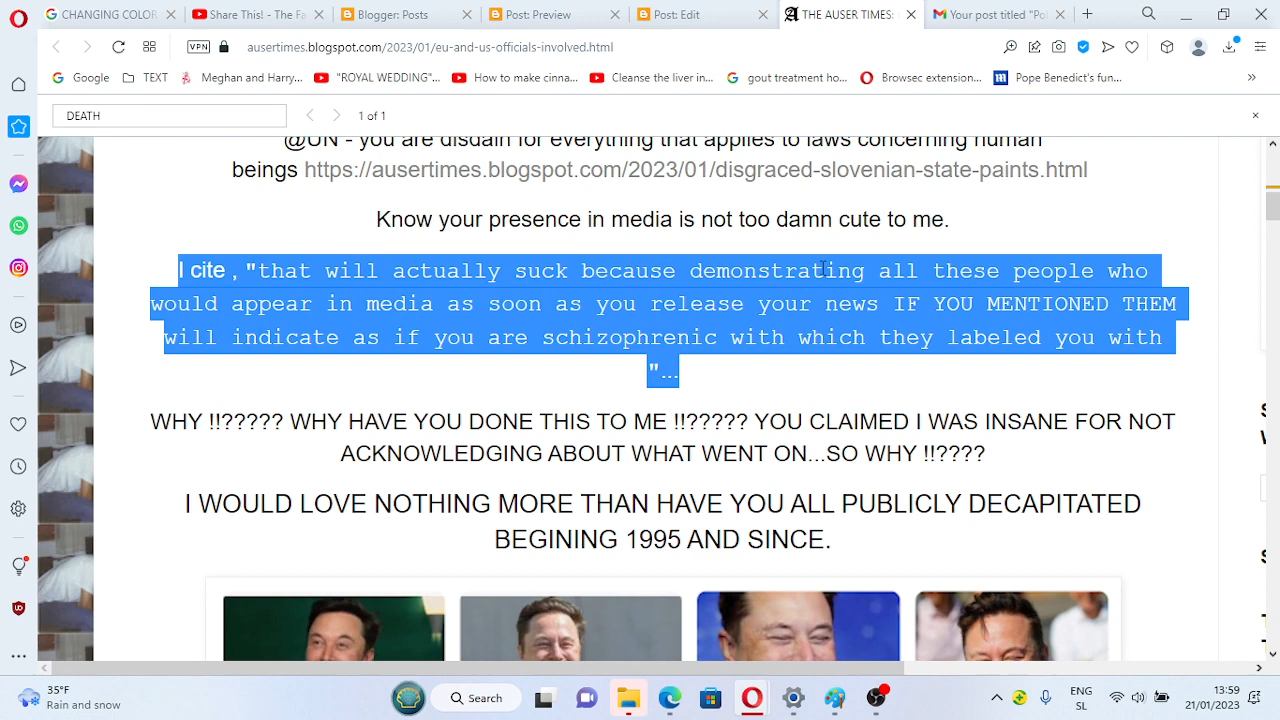 CHANGING COLOR
Share This! - The Fa
Blogger: Posts
Post: Preview
Post: Edit
THE AUSER TIMES:
Your post titled "Pol
VPN
ausertimes.blogspot.com/2023/01/eu-and-us-officials-involved.html
Google
TEXT
Meghan and Harry...
"ROYAL WEDDING"...
How to make cinna...
Cleanse the liver in...
gout treatment ho...
Browsec extension...
Pope Benedict's fun...
DEATH
1 of 1
@UN - you are disdain for everything that applies to laws concerning human
beings https://ausertimes.blogspot.com/2023/01/disgraced-slovenian-state-paints.html
Know your presence in media is not too damn cute to me.
I cite , "that will actually suck because demonstrating all these people who
would appear in media as soon as you release your news IF YOU MENTIONED THEM
will indicate as if you are schizophrenic with which they labeled you with
"...
WHY !!????? WHY HAVE YOU DONE THIS TO ME !!????? YOU CLAIMED I WAS INSANE FOR NOT
ACKNOWLEDGING ABOUT WHAT WENT ON...SO WHY !!????
I WOULD LOVE NOTHING MORE THAN HAVE YOU ALL PUBLICLY DECAPITATED
BEGINING 1995 AND SINCE.
35°F
Rain and snow
Search
ENG
SL
13:59
21/01/2023